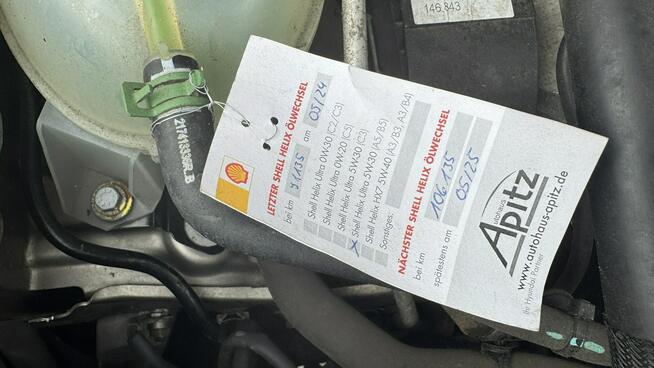 146.843
217418330R_B
LETZTER SHELL HELIX ÖLWECHSEL
bei km 91135 am 05/24
Shell Helix Ultra 0W-30 (C2/C3)
Shell Helix Ultra 0W-20 (C5)
Shell Helix Ultra 5W-30 (C3)
x Shell Helix Ultra 5W-30 (A5/B5)
Shell Helix HX7 5W-40 (A3/B3, A3/B4)
Sonstiges:
NÄCHSTER SHELL HELIX ÖLWECHSEL
bei km 106.135
spätestens am 05/25
autohaus
Apitz
www.autohaus-apitz.de
Ihr Hyundai Partner